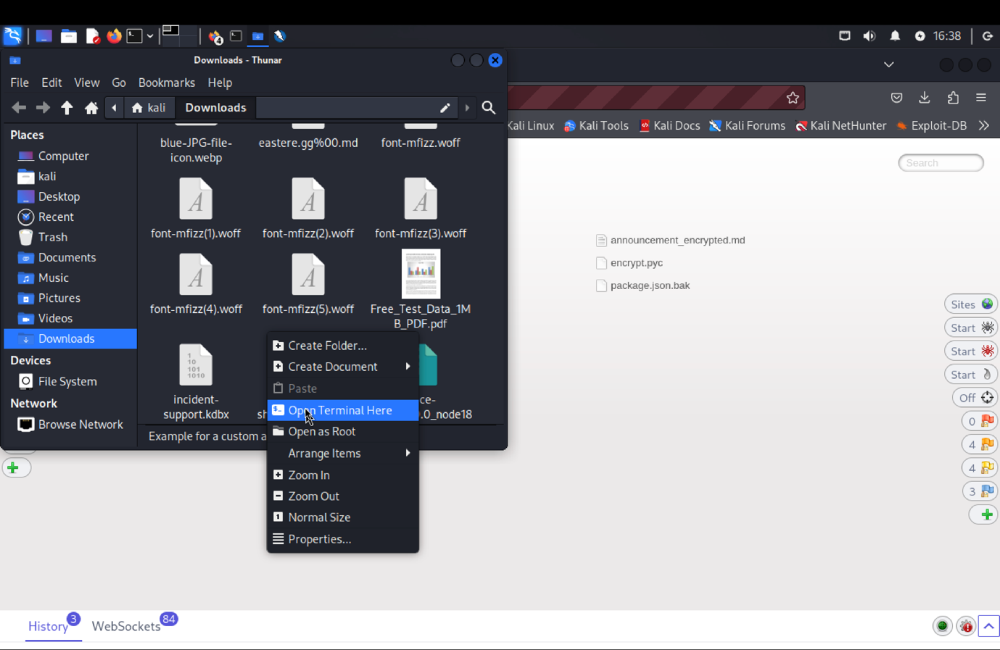 16:38
Downloads - Thunar
File Edit View Go Bookmarks Help
kali Downloads
Kali Linux Kali Tools Kali Docs Kali Forums Kali NetHunter Exploit-DB
Places
Computer
kali
Desktop
Recent
Trash
Documents
Music
Pictures
Videos
Downloads
Devices
File System
Network
Browse Network
blue-JPG-file-
icon.webp
eastere.gg%00.md
font-mfizz.woff
font-mfizz(1).woff
font-mfizz(2).woff
font-mfizz(3).woff
font-mfizz(4).woff
font-mfizz(5).woff
Free_Test_Data_1M
B_PDF.pdf
1
10
101
1010
incident-
support.kdbx
sh
ce-
.0_node18
Example for a custom a
Create Folder...
Create Document
Paste
Open Terminal Here
Open as Root
Arrange Items
Zoom In
Zoom Out
Normal Size
Properties...
Search
announcement_encrypted.md
encrypt.pyc
package.json.bak
Sites
Start
Start
Start
Off
0
4
4
3
History 3 WebSockets 84